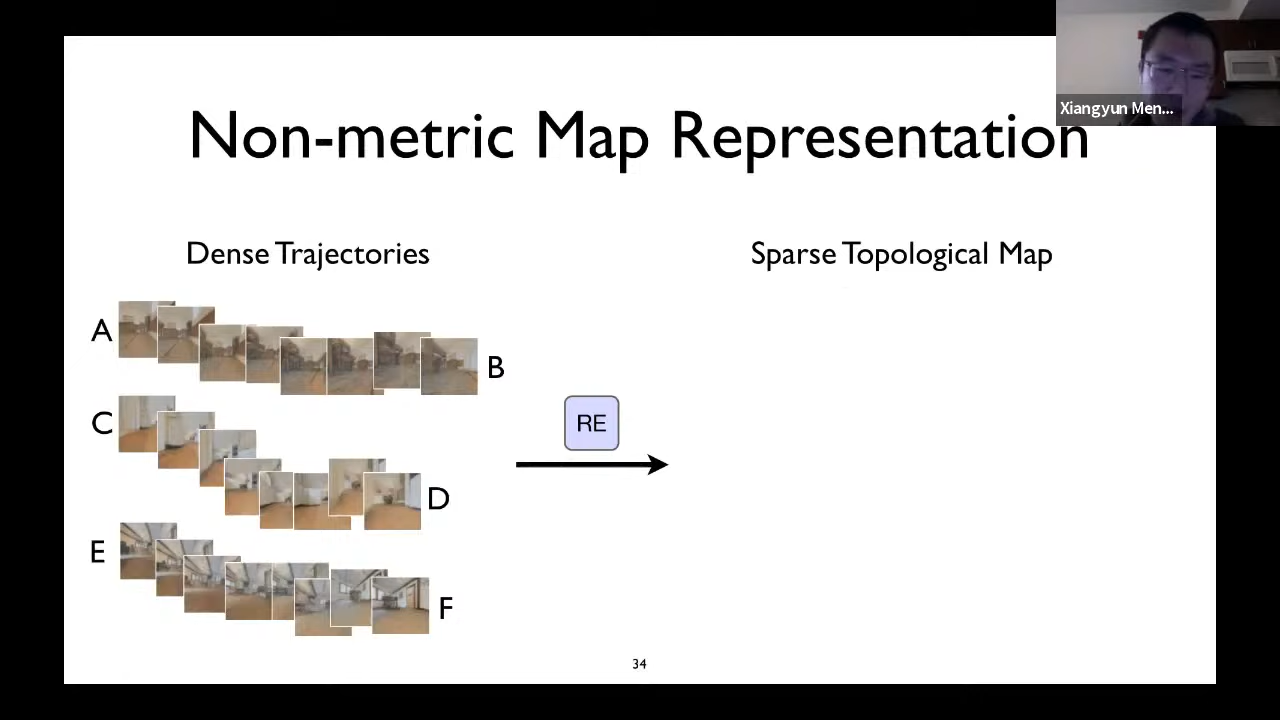 Xiangyun Men...
Non-metric Map Representation
Dense Trajectories
Sparse Topological Map
A
B
C
RE
D
E
F
34